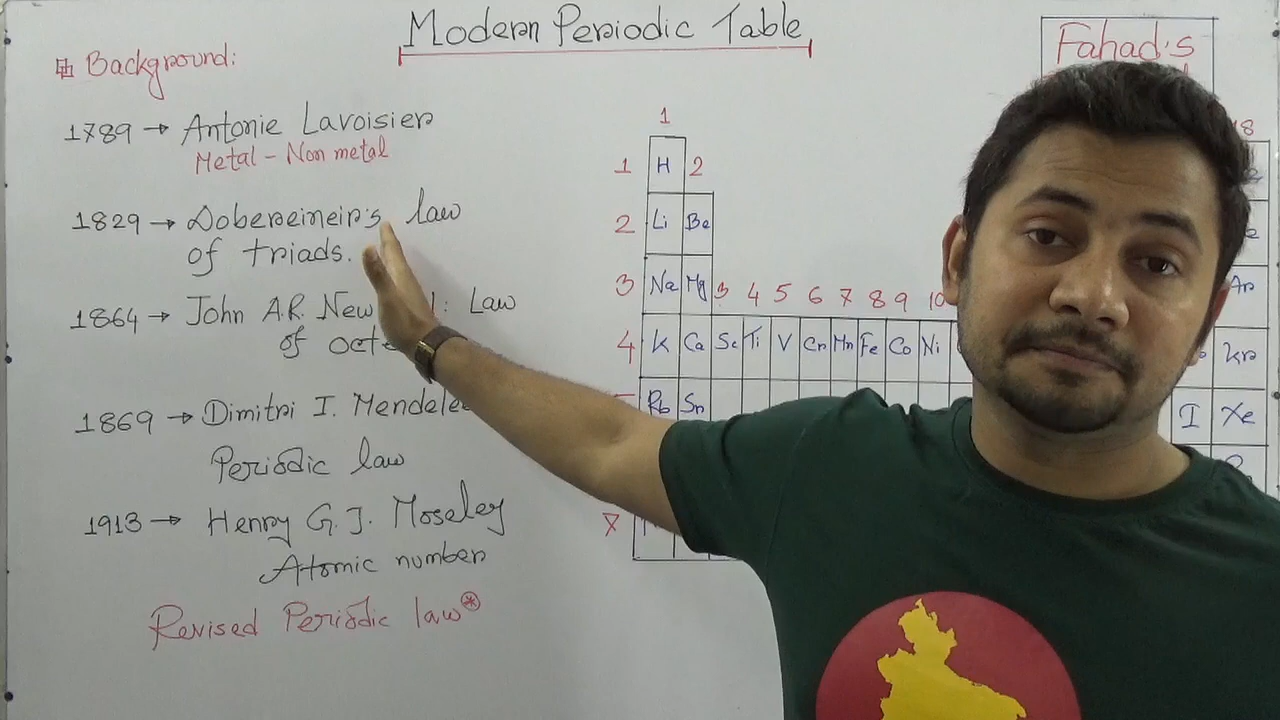 Modern Periodic Table
Fahad's
Background:
1789 → Antonie Lavoisier
Metal - Non metal
1829 → Dobereineir's law
of triads.
1864 → John A.R. New : Law
of
1869 → Dimitri I.
Periodic law
1913 → Henry G. J. Moseley
Atomic number
Revised Periodic law*
1 18
1 H 2
2 Li Be
3 Na Mg 3 4 5 6 7 8 9 10 Ar
4 K Ca Sc Ti V Cr Mn Fe Co Ni Kr
Rb Sr I Xe
7